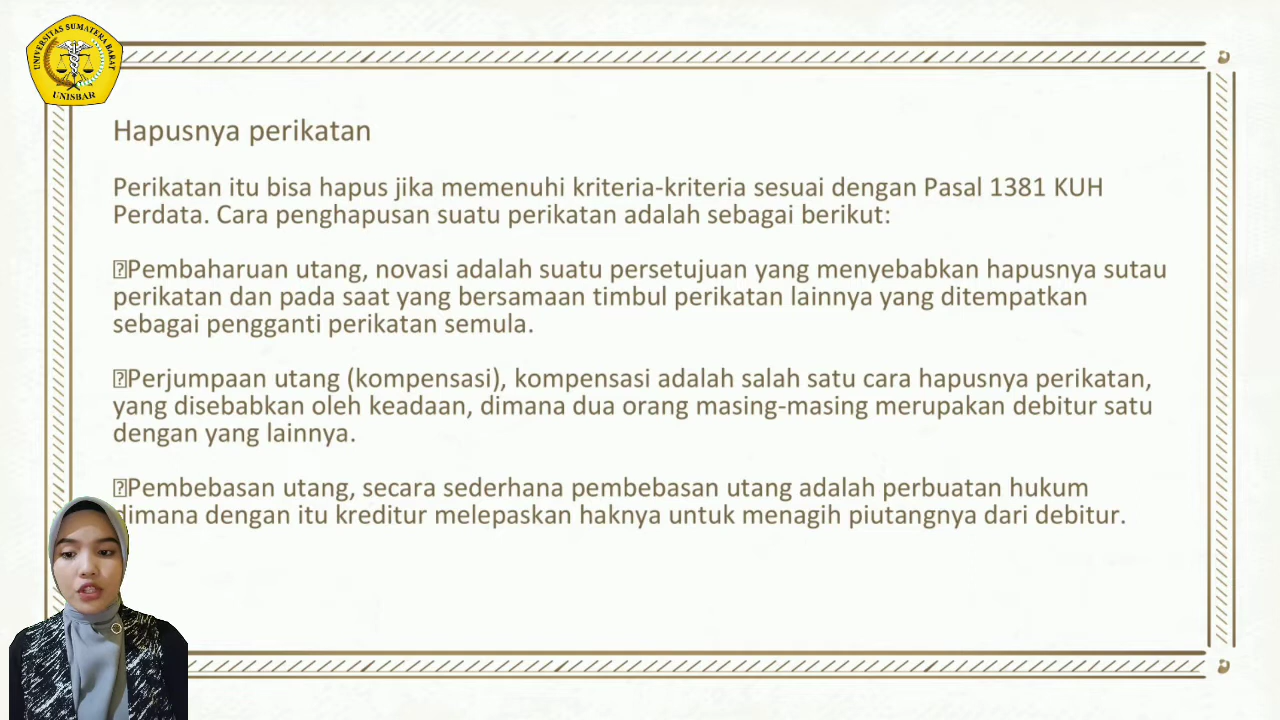 UNIVERSITAS SUMATERA BARAT
UNISBAR
Hapusnya perikatan
Perikatan itu bisa hapus jika memenuhi kriteria-kriteria sesuai dengan Pasal 1381 KUH
Perdata. Cara penghapusan suatu perikatan adalah sebagai berikut:
Pembaharuan utang, novasi adalah suatu persetujuan yang menyebabkan hapusnya sutau
perikatan dan pada saat yang bersamaan timbul perikatan lainnya yang ditempatkan
sebagai pengganti perikatan semula.
Perjumpaan utang (kompensasi), kompensasi adalah salah satu cara hapusnya perikatan,
yang disebabkan oleh keadaan, dimana dua orang masing-masing merupakan debitur satu
dengan yang lainnya.
Pembebasan utang, secara sederhana pembebasan utang adalah perbuatan hukum
dimana dengan itu kreditur melepaskan haknya untuk menagih piutangnya dari debitur.